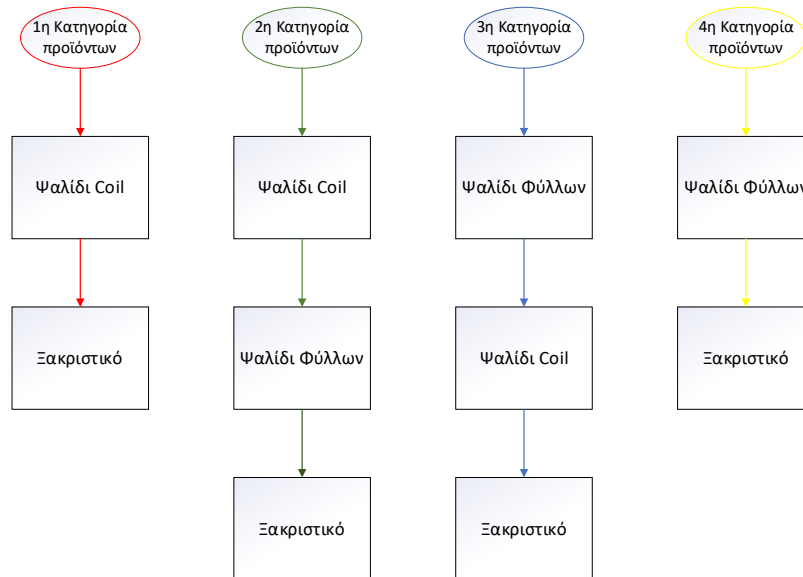 1η Κατηγορία
προϊόντων
2η Κατηγορία
προϊόντων
3η Κατηγορία
προϊόντων
4η Κατηγορία
προϊόντων
Ψαλίδι Coil
Ψαλίδι Coil
Ψαλίδι Φύλλων
Ψαλίδι Φύλλων
Ξακριστικό
Ψαλίδι Φύλλων
Ψαλίδι Coil
Ξακριστικό
Ξακριστικό
Ξακριστικό